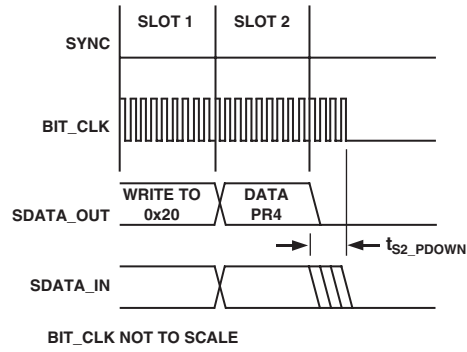 SLOT 1 SLOT 2
SYNC
BIT_CLK
WRITE TO DATA
0x20 PR4
SDATA_OUT
tS2_PDOWN
SDATA_IN
BIT_CLK NOT TO SCALE